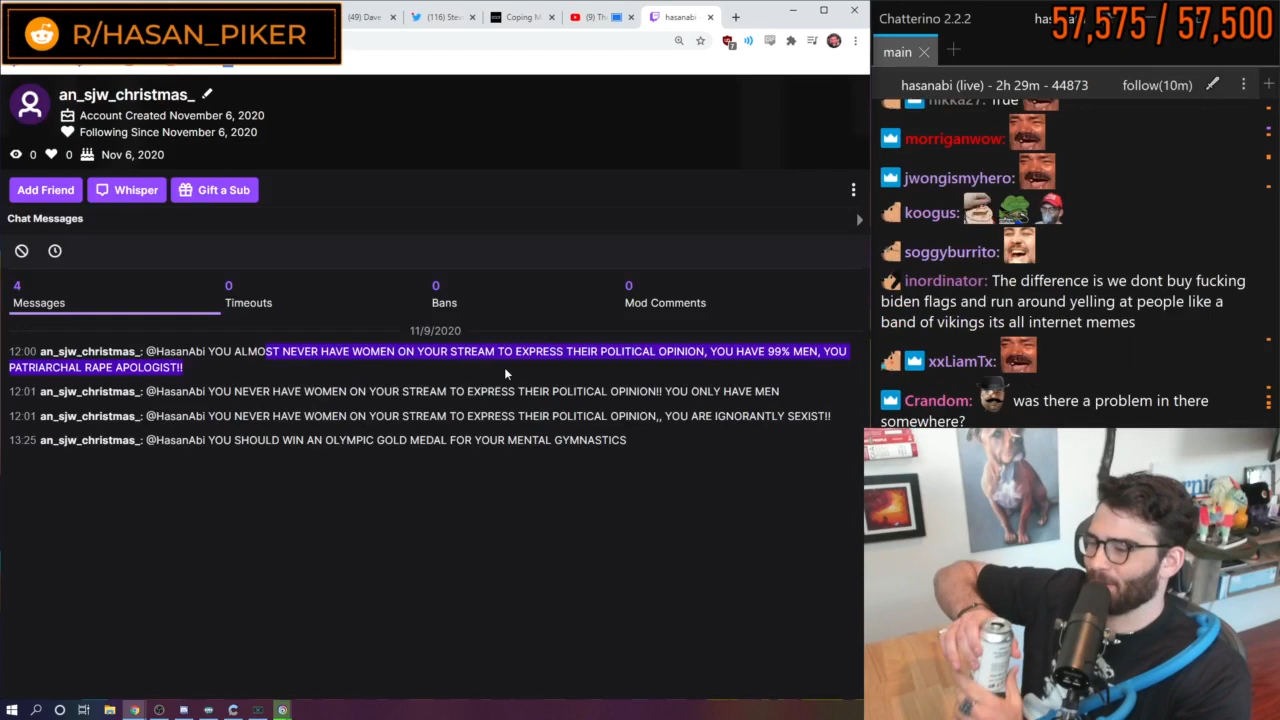 R/HASAN_PIKER
(49) Dave
(116) Stev
Coping M
(9) Th
hasanabi
7
an_sjw_christmas_
Account Created November 6, 2020
Following Since November 6, 2020
0 0 Nov 6, 2020
Add Friend
Whisper
Gift a Sub
Chat Messages
4
Messages
0
Timeouts
0
Bans
0
Mod Comments
11/9/2020
12:00 an_sjw_christmas_: @HasanAbi YOU ALMOST NEVER HAVE WOMEN ON YOUR STREAM TO EXPRESS THEIR POLITICAL OPINION, YOU HAVE 99% MEN, YOU
PATRIARCHAL RAPE APOLOGIST!!
12:01 an_sjw_christmas_: @HasanAbi YOU NEVER HAVE WOMEN ON YOUR STREAM TO EXPRESS THEIR POLITICAL OPINION!! YOU ONLY HAVE MEN
12:01 an_sjw_christmas_: @HasanAbi YOU NEVER HAVE WOMEN ON YOUR STREAM TO EXPRESS THEIR POLITICAL OPINION,, YOU ARE IGNORANTLY SEXIST!!
13:25 an_sjw_christmas_: @HasanAbi YOU SHOULD WIN AN OLYMPIC GOLD MEDAL FOR YOUR MENTAL GYMNASTICS
Chatterino 2.2.2
has
57,575 / 57,500
main
hasanabi (live) - 2h 29m - 44873
follow(10m)
nikka27: True
morriganwow:
jwongismyhero:
koogus:
soggyburrito:
inordinator: The difference is we dont buy fucking
biden flags and run around yelling at people like a
band of vikings its all internet memes
xxLiamTx:
Crandom: was there a problem in there
somewhere?
ernie